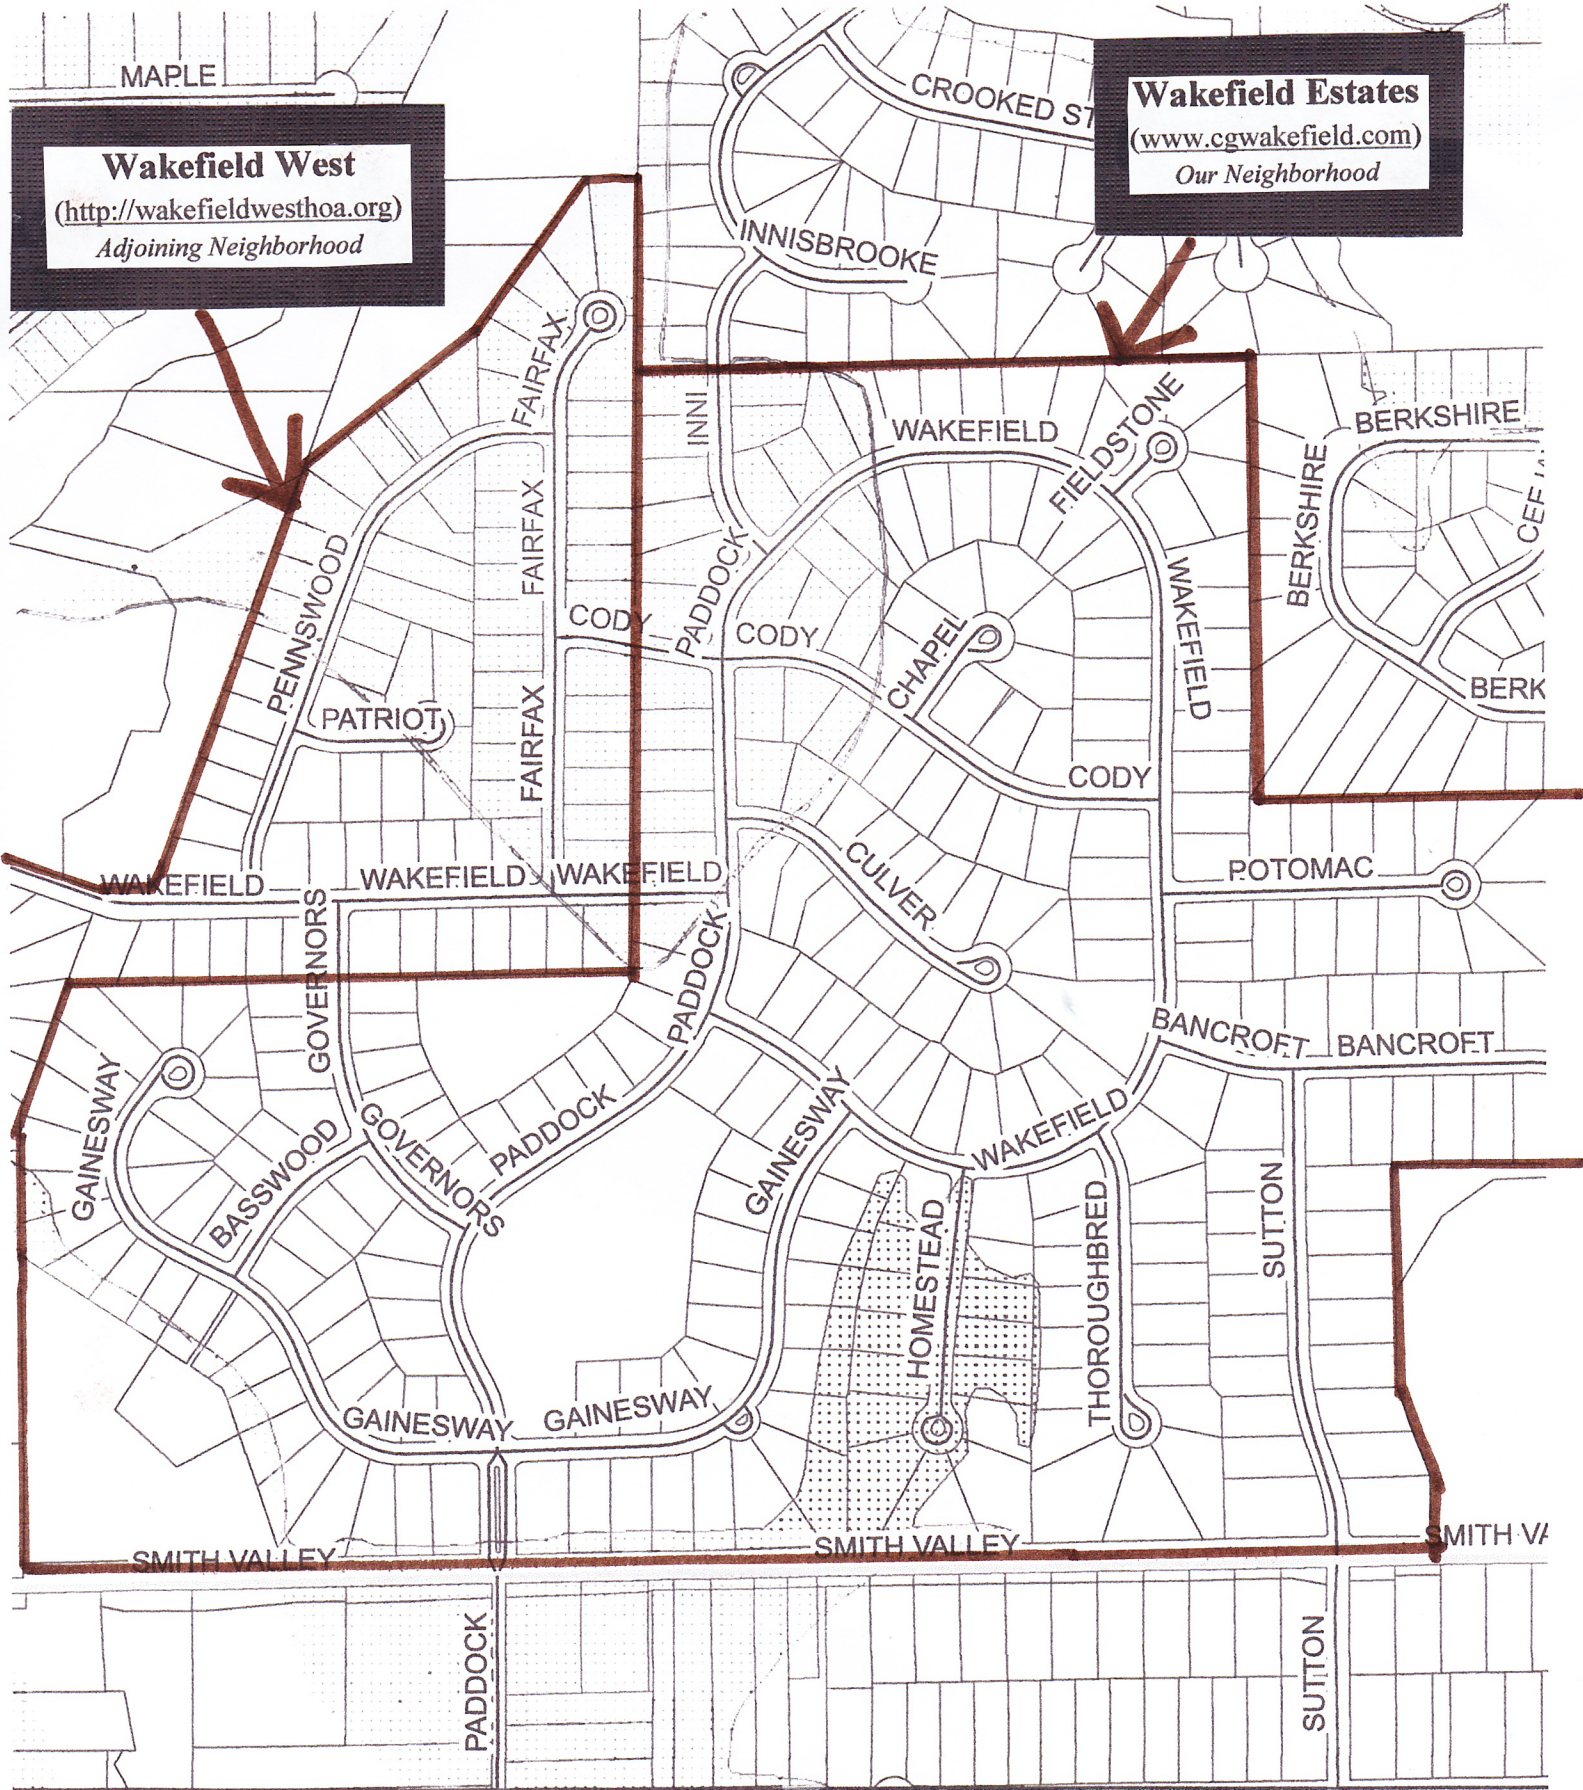 MAPLE
CROOKED ST
Wakefield Estates
(www.cgwakefield.com)
Our Neighborhood
Wakefield West
(http://wakefieldwesthoa.org)
Adjoining Neighborhood
INNISBROOKE
FAIRFAX
INNI
WAKEFIELD
FIELDSTONE
BERKSHIRE
BERKSHIRE
FAIRFAX
PENNSWOOD
PADDOCK
CODY
CODY
CHAPEL
WAKEFIELD
BERK
PATRIOT
FAIRFAX
CODY
CULVER
POTOMAC
WAKEFIELD
WAKEFIELD
WAKEFIELD
GOVERNORS
PADDOCK
BANCROFT
BANCROFT
GAINESWAY
BASSWOOD
GOVERNORS
PADDOCK
GAINESWAY
WAKEFIELD
HOMESTEAD
THOROUGHBRED
SUTTON
GAINESWAY
GAINESWAY
SMITH VALLEY
SMITH VALLEY
SMITH VA
PADDOCK
SUTTON